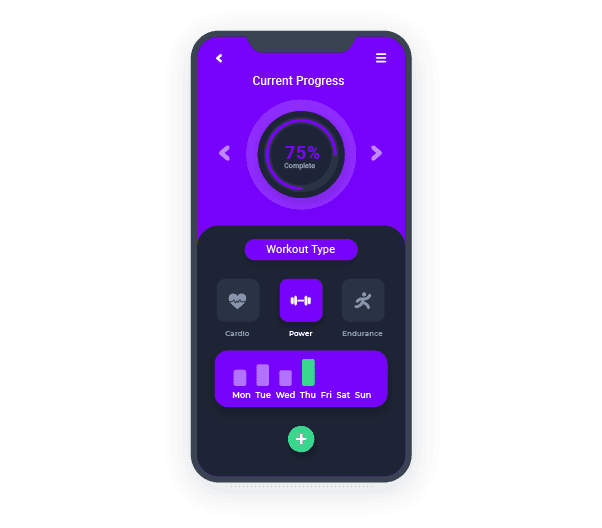 Current Progress
75%
Complete
Workout Type
Cardio Power Endurance
Mon Tue Wed Thu Fri Sat Sun